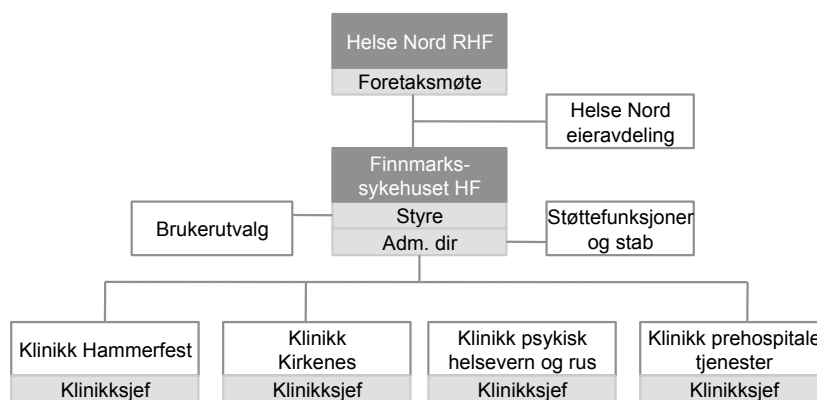 Helse Nord RHF
Foretaksmøte
Helse Nord
eieravdeling
Finnmarks-
sykehuset HF
Styre
Adm. dir
Brukerutvalg
Støttefunksjoner
og stab
Klinikk Hammerfest
Klinikksjef
Klinikk
Kirkenes
Klinikksjef
Klinikk psykisk
helsevern og rus
Klinikksjef
Klinikk prehospitale
tjenester
Klinikksjef